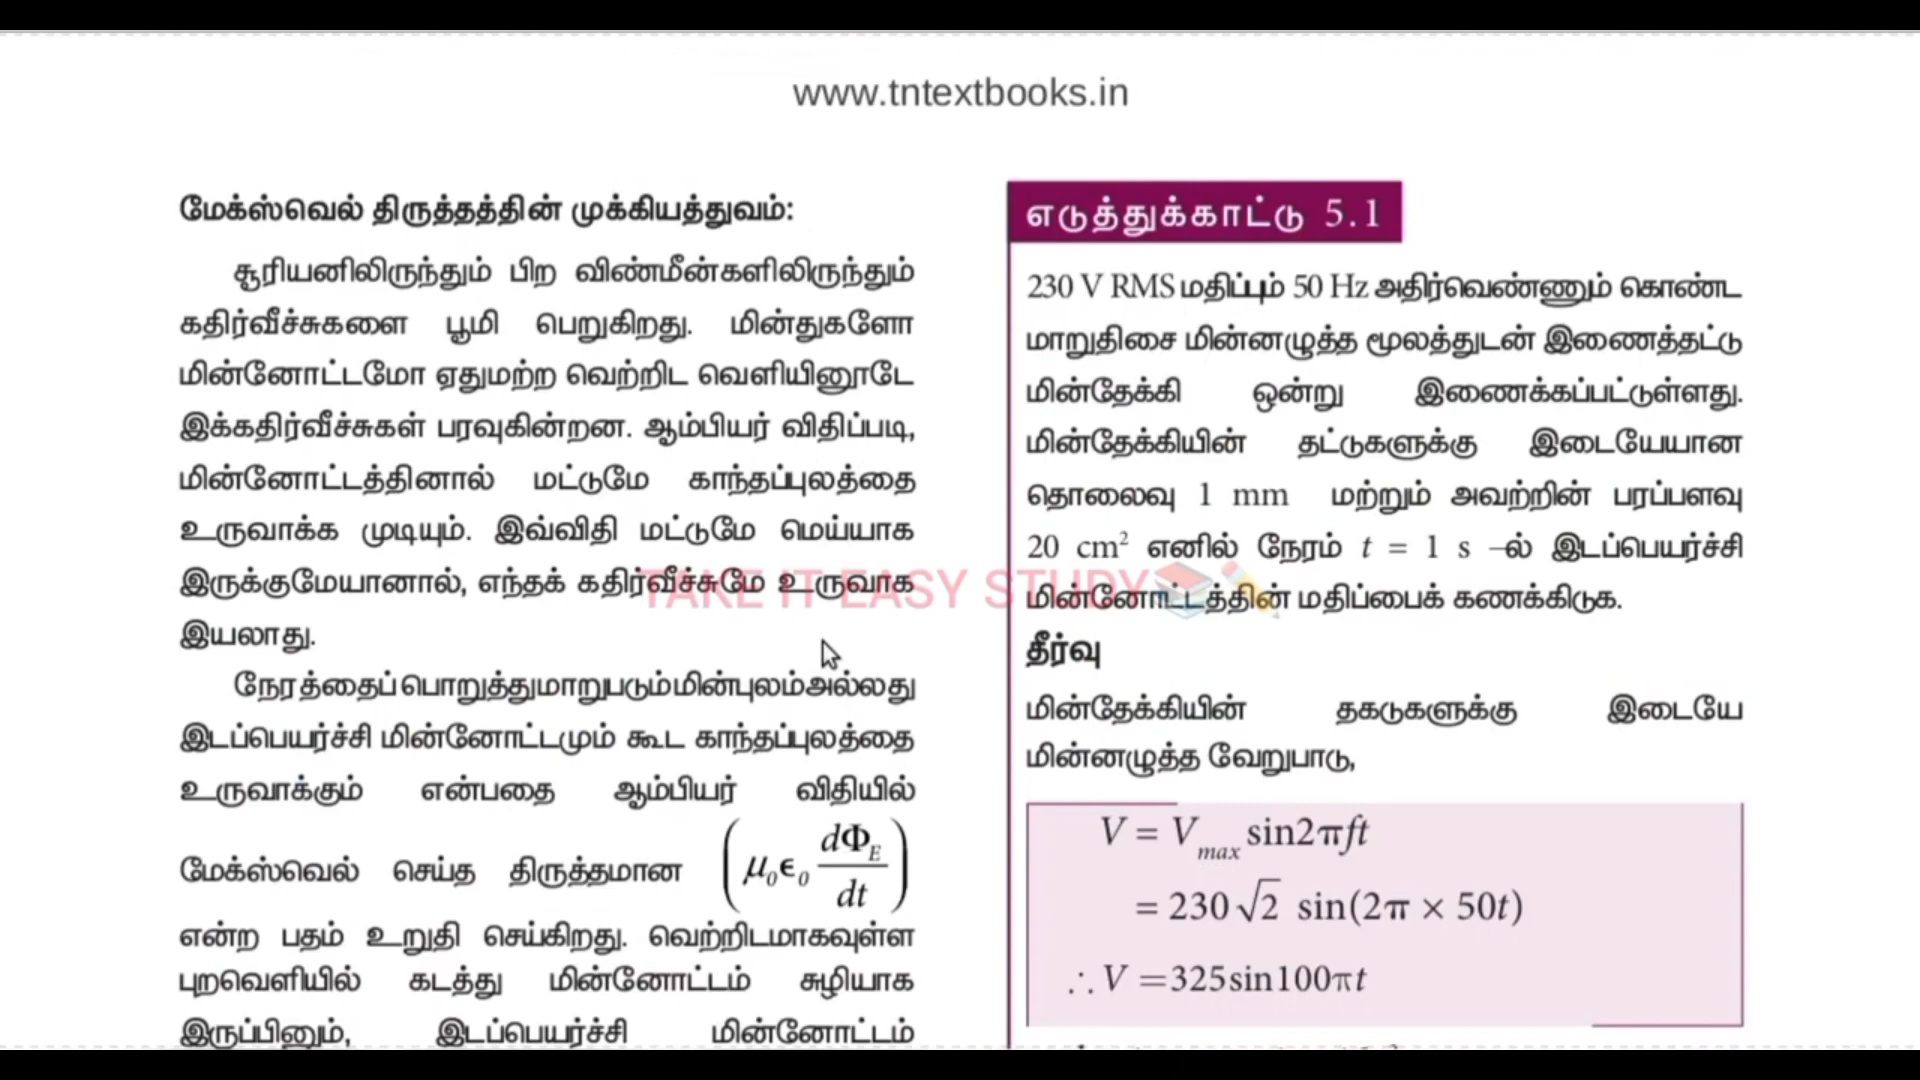 www.tntextbooks.in
மேக்ஸ்வெல் திருத்தத்தின் முக்கியத்துவம்:
சூரியனிலிருந்தும் பிற விண்மீன்களிலிருந்தும்
கதிர்வீச்சுகளை பூமி பெறுகிறது. மின்துகளோ
மின்னோட்டமோ ஏதுமற்ற வெற்றிட வெளியினூடே
இக்கதிர்வீச்சுகள் பரவுகின்றன. ஆம்பியர் விதிப்படி,
மின்னோட்டத்தினால் மட்டுமே காந்தப்புலத்தை
உருவாக்க முடியும். இவ்விதி மட்டுமே மெய்யாக
இருக்குமேயானால், எந்தக் கதிர்வீச்சுமே உருவாக
இயலாது.
நேரத்தைப் பொறுத்து மாறுபடும் மின்புலம் அல்லது
இடப்பெயர்ச்சி மின்னோட்டமும் கூட காந்தப்புலத்தை
உருவாக்கும் என்பதை ஆம்பியர் விதியில்
மேக்ஸ்வெல் செய்த திருத்தமான (μ₀ϵ₀ dΦ_E/dt)
என்ற பதம் உறுதி செய்கிறது. வெற்றிடமாகவுள்ள
புறவெளியில் கடத்து மின்னோட்டம் சுழியாக
இருப்பினும், இடப்பெயர்ச்சி மின்னோட்டம்
எடுத்துக்காட்டு 5.1
230 V RMS மதிப்பும் 50 Hz அதிர்வெண்ணும் கொண்ட
மாறுதிசை மின்னழுத்த மூலத்துடன் இணைத்தட்டு
மின்தேக்கி ஒன்று இணைக்கப்பட்டுள்ளது.
மின்தேக்கியின் தட்டுகளுக்கு இடையேயான
தொலைவு 1 mm மற்றும் அவற்றின் பரப்பளவு
20 cm² எனில் நேரம் t = 1 s –ல் இடப்பெயர்ச்சி
மின்னோட்டத்தின் மதிப்பைக் கணக்கிடுக.
தீர்வு
மின்தேக்கியின் தகடுகளுக்கு இடையே
மின்னழுத்த வேறுபாடு,
V = V_max sin2πft
= 230√2 sin(2π × 50t)
∴ V =325sin100πt
TAKE IT EASY STUDY📚✏️